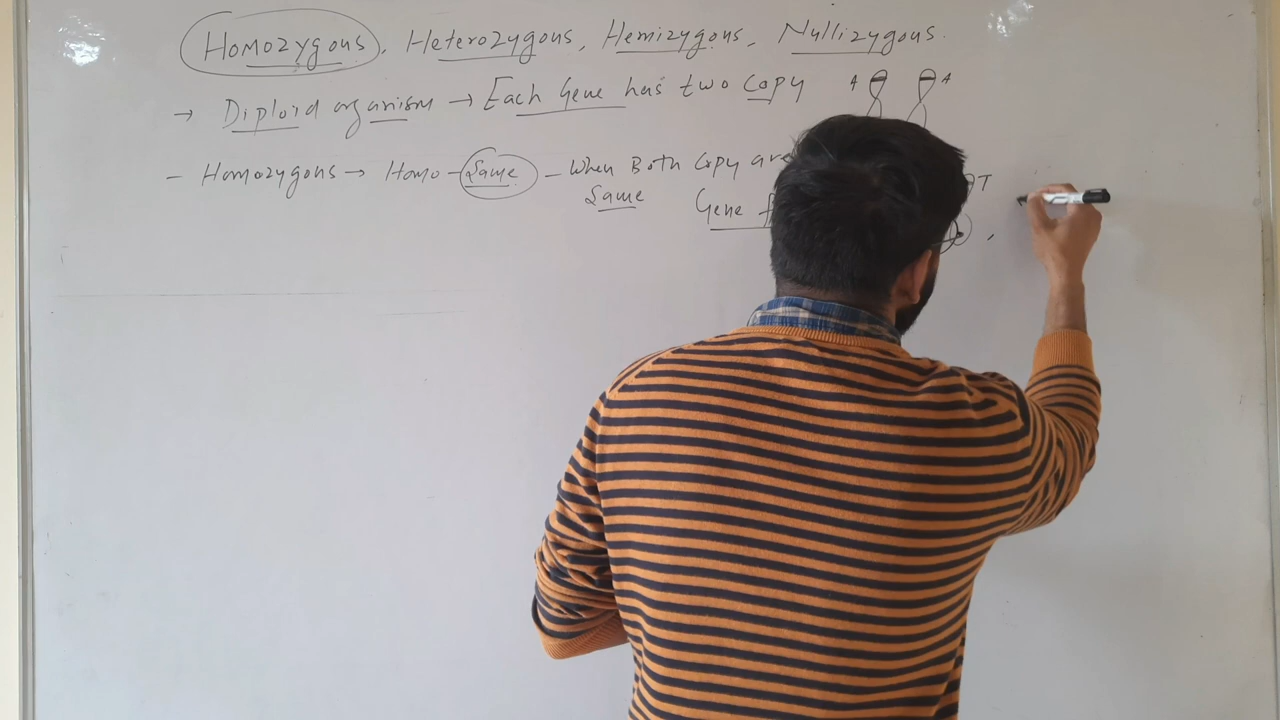 Homozygous, Heterozygous, Hemizygous, Nullizygous.
→ Diploid organism → Each Gene has two Copy
A A
- Homozygous → Homo - Same - When Both Copy are
Same Gene
T